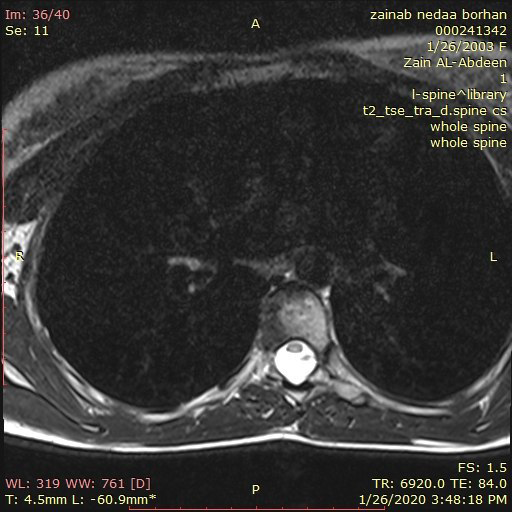 Im: 36/40
Se: 11
A
zainab nedaa borhan
000241342
1/26/2003 F
Zain AL-Abdeen
1
l-spine^library
t2_tse_tra_d.spine cs
whole spine
whole spine
R
L
WL: 319 WW: 761 [D]
T: 4.5mm L: -60.9mm*
P
FS: 1.5
TR: 6920.0 TE: 84.0
1/26/2020 3:48:18 PM